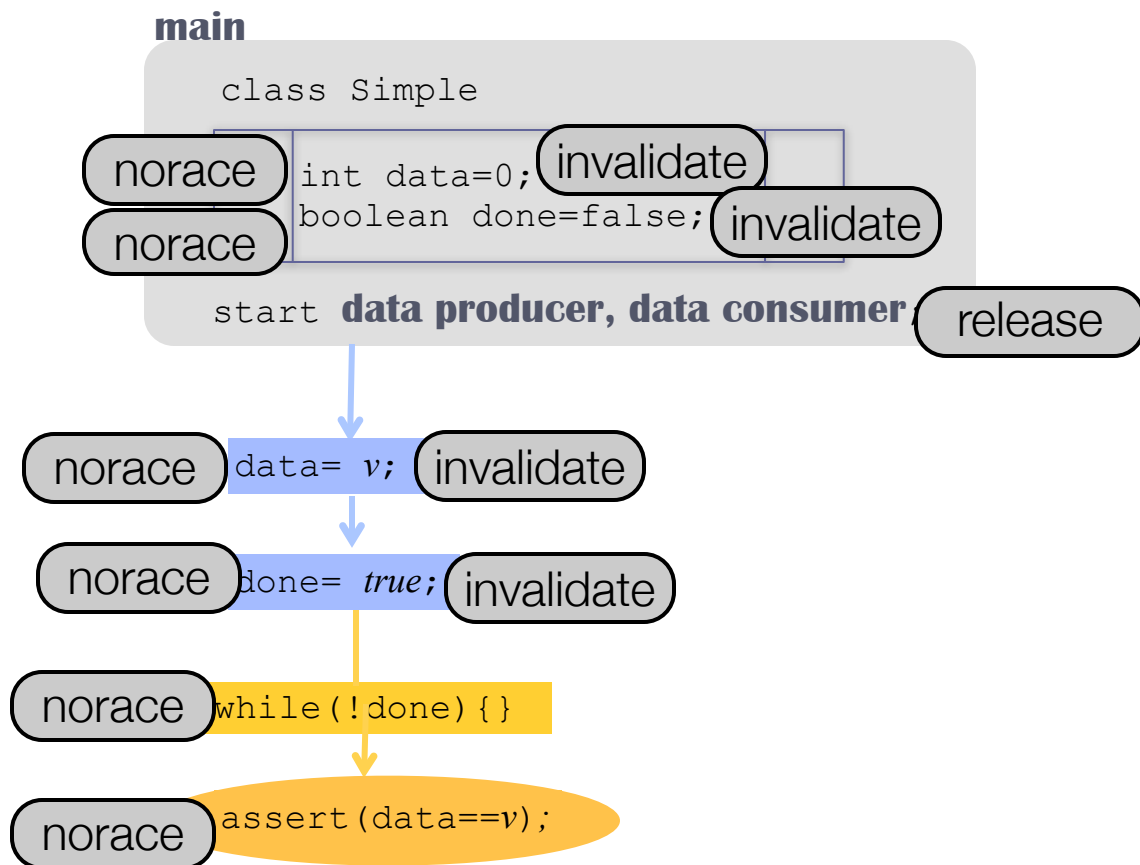 main
class Simple
norace int data=0; invalidate
norace boolean done=false; invalidate
start data producer, data consumer; release
norace data= v; invalidate
norace done= true; invalidate
norace while(!done){}
norace assert(data==v);